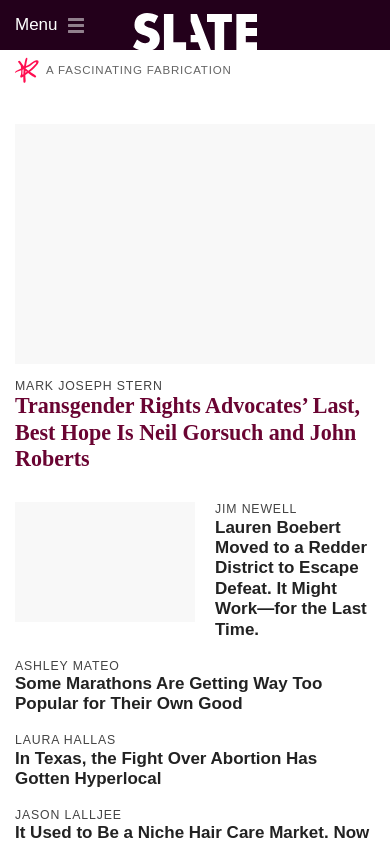 Menu
SLATE
A FASCINATING FABRICATION
MARK JOSEPH STERN
Transgender Rights Advocates’ Last,
Best Hope Is Neil Gorsuch and John
Roberts
JIM NEWELL
Lauren Boebert
Moved to a Redder
District to Escape
Defeat. It Might
Work—for the Last
Time.
ASHLEY MATEO
Some Marathons Are Getting Way Too
Popular for Their Own Good
LAURA HALLAS
In Texas, the Fight Over Abortion Has
Gotten Hyperlocal
JASON LALLJEE
It Used to Be a Niche Hair Care Market. Now